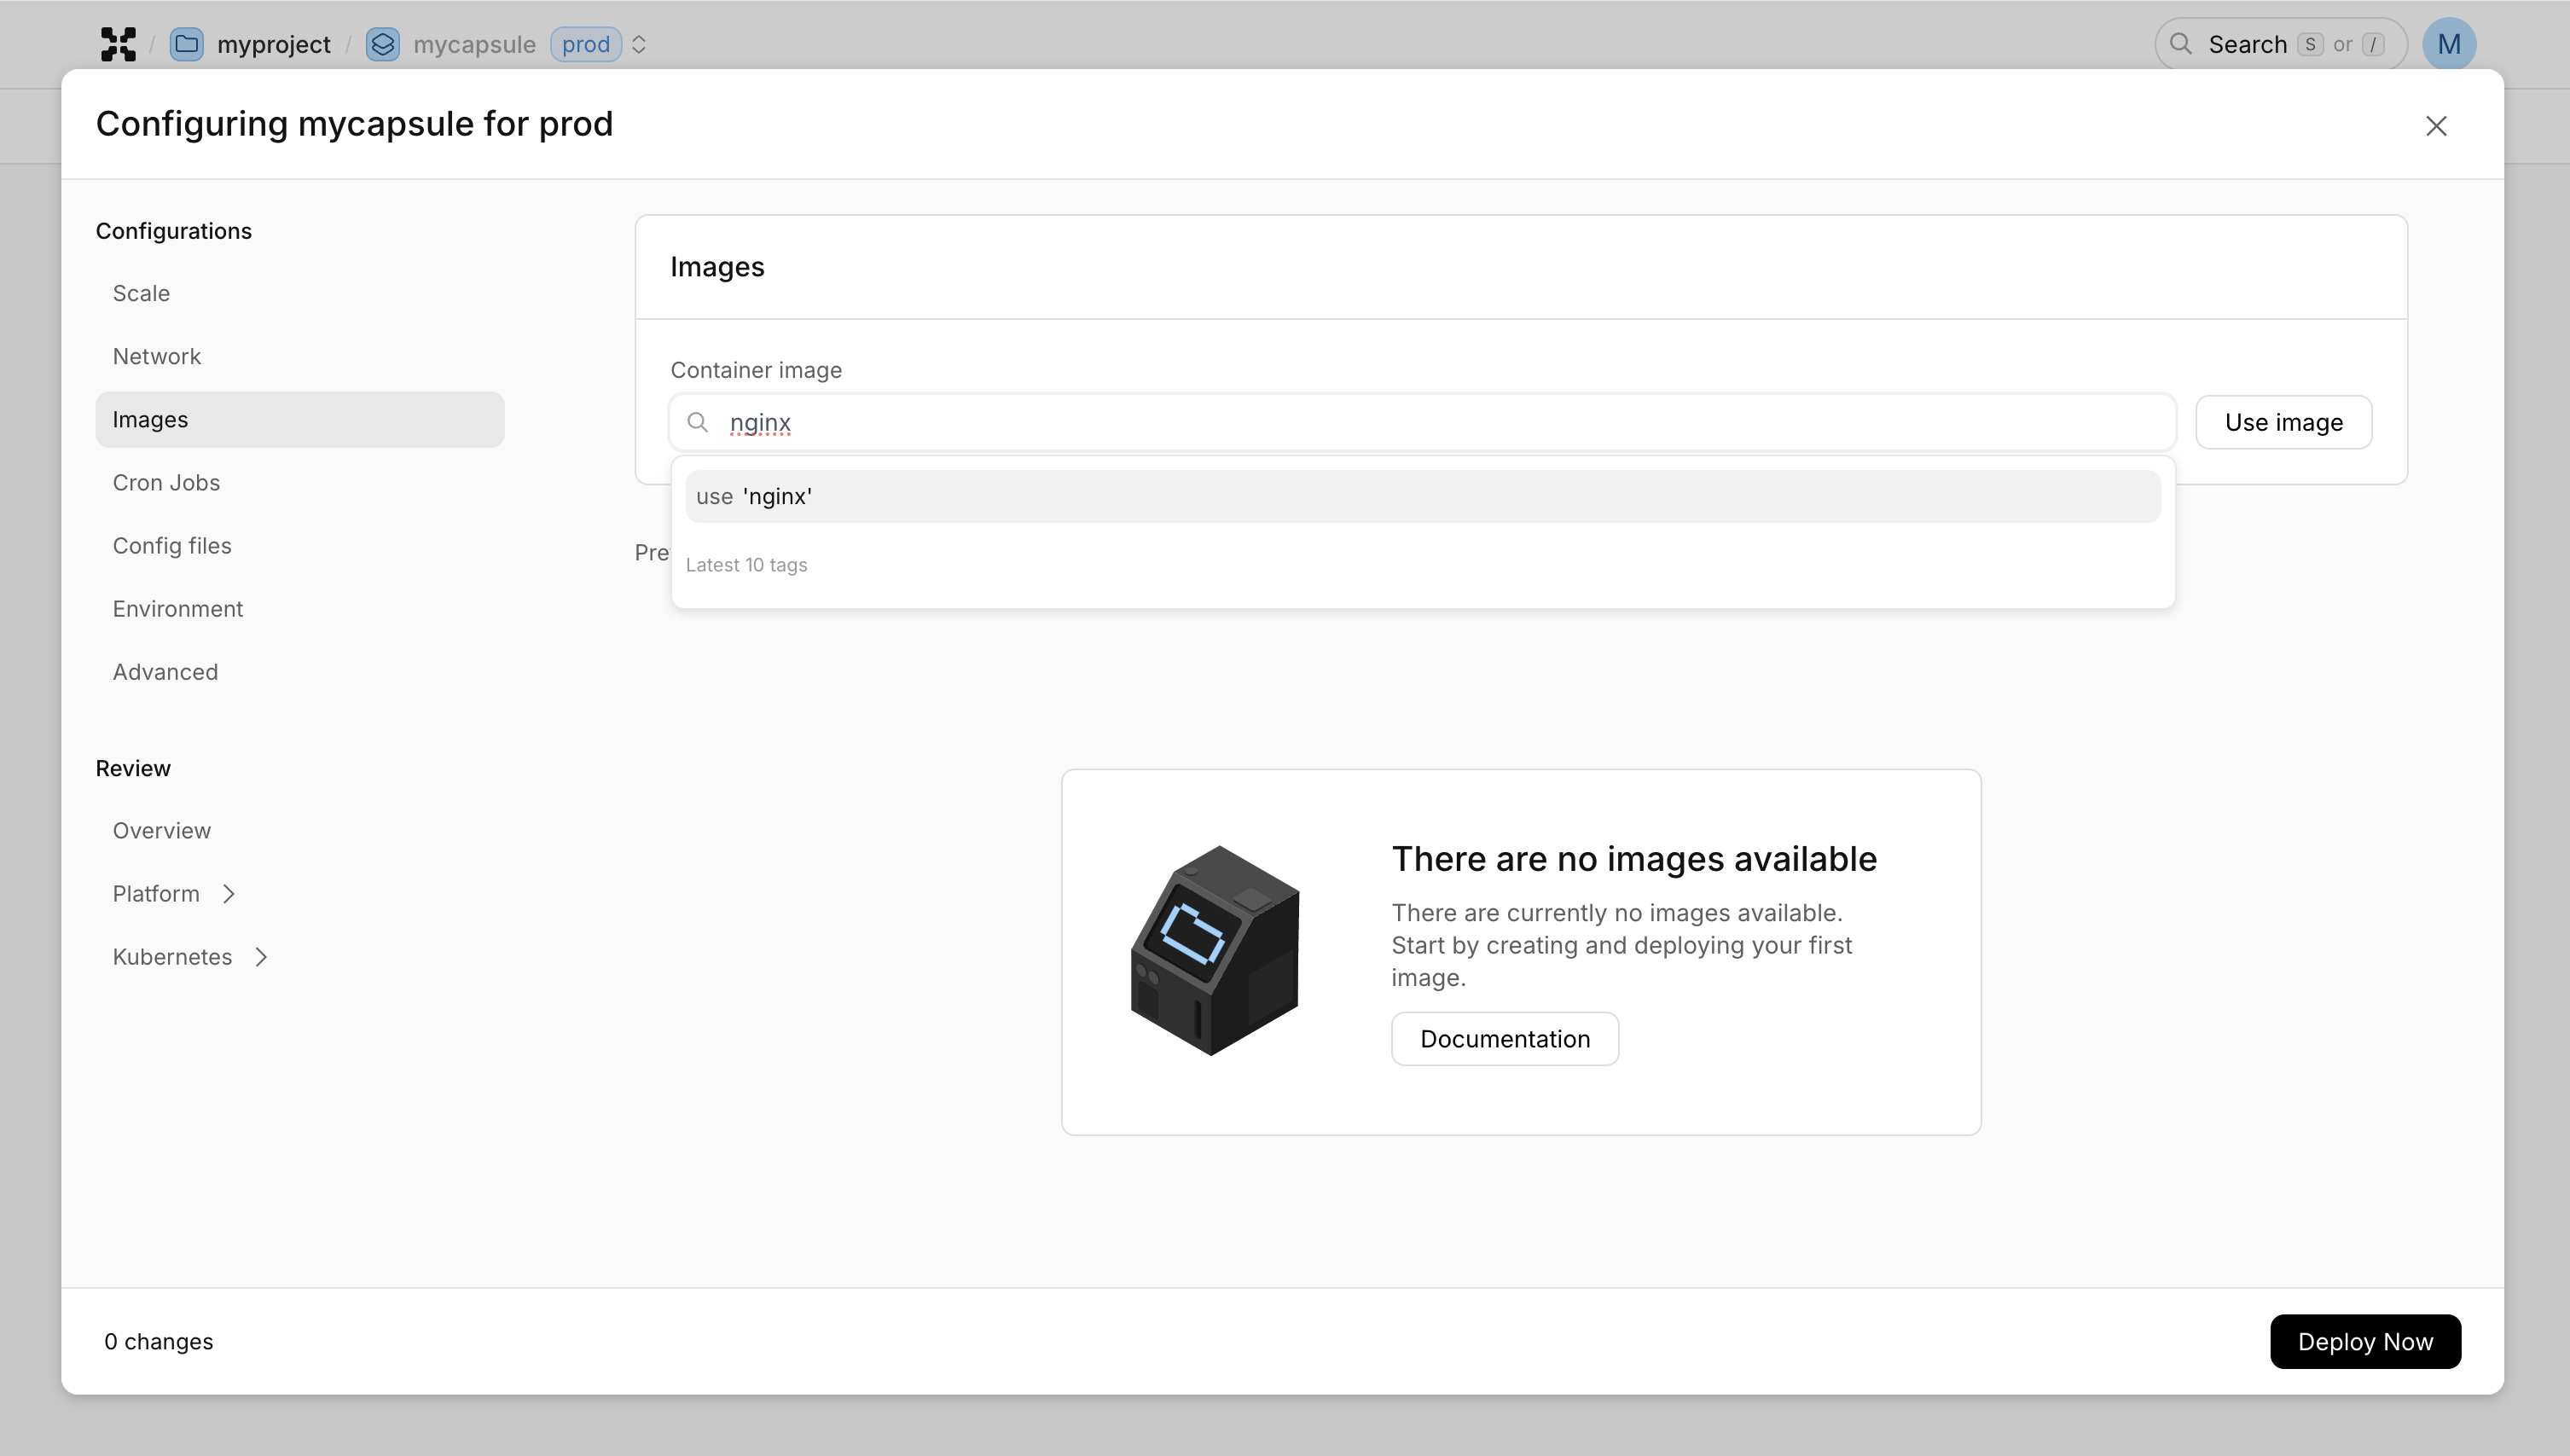 / myproject / mycapsule prod
Search S or /
M
Configuring mycapsule for prod
Configurations
Scale
Network
Images
Cron Jobs
Config files
Environment
Advanced
Review
Overview
Platform
Kubernetes
Images
Container image
nginx
Use image
use 'nginx'
Pre
Latest 10 tags
There are no images available
There are currently no images available.
Start by creating and deploying your first
image.
Documentation
0 changes
Deploy Now